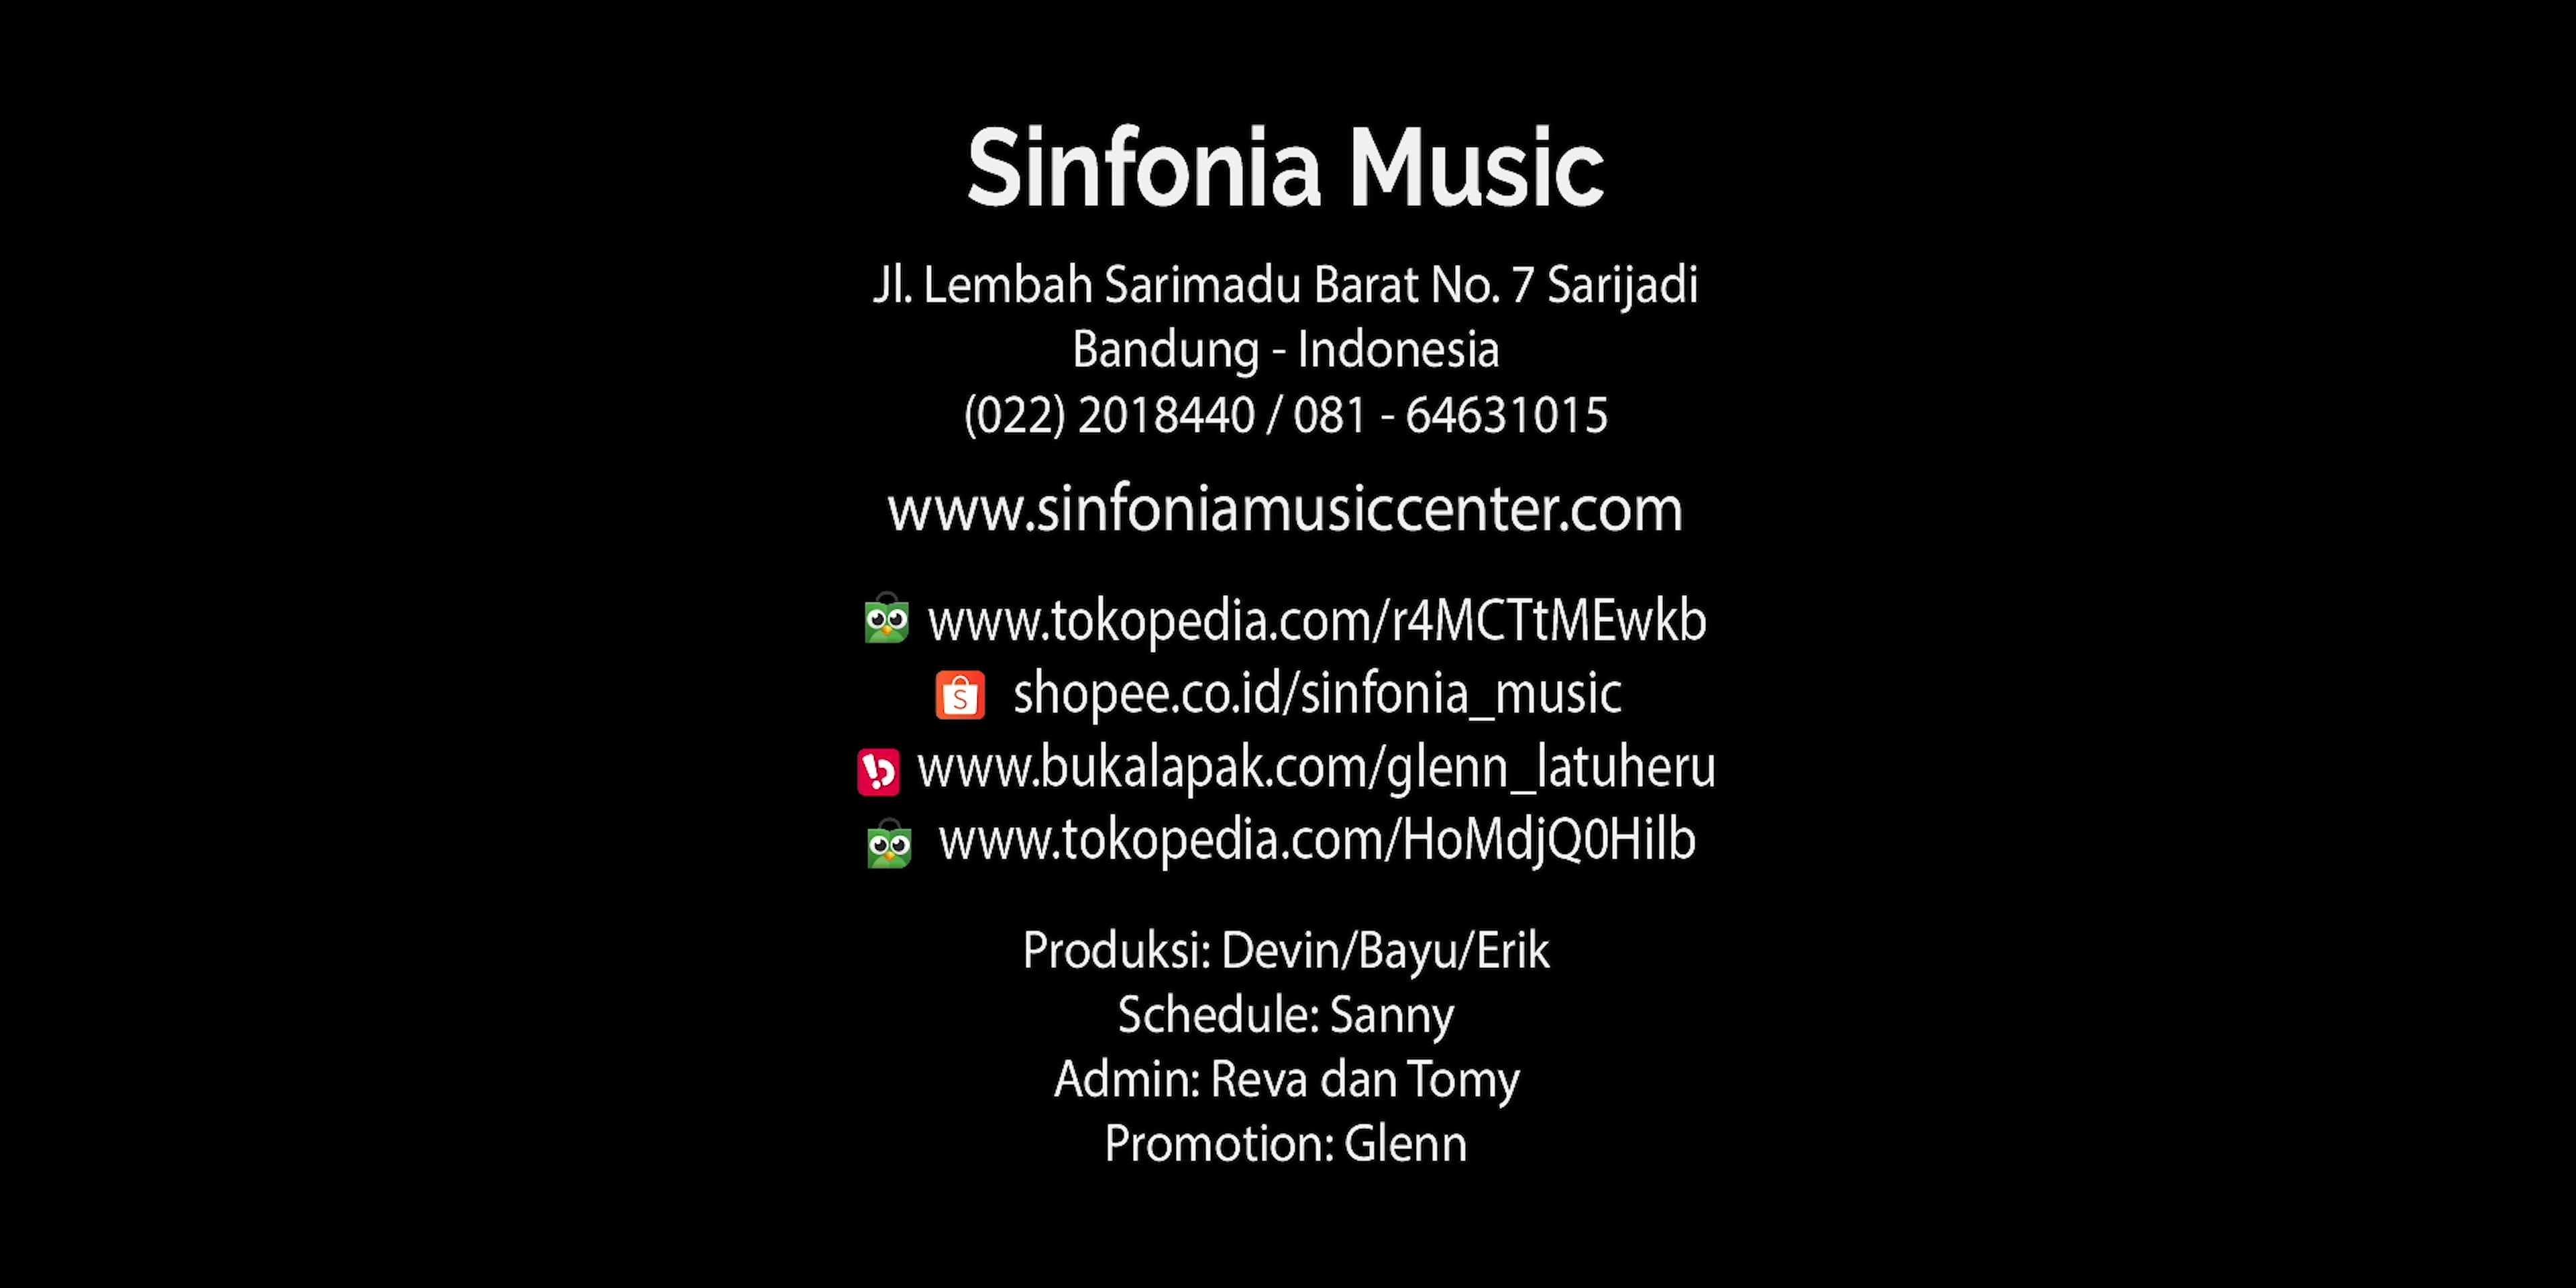 Sinfonia Music
Jl. Lembah Sarimadu Barat No. 7 Sarijadi
Bandung - Indonesia
(022) 2018440 / 081 - 64631015
www.sinfoniamusiccenter.com
www.tokopedia.com/r4MCTtMEwkb
shopee.co.id/sinfonia_music
www.bukalapak.com/glenn_latuheru
www.tokopedia.com/HoMdjQ0Hilb
Produksi: Devin/Bayu/Erik
Schedule: Sanny
Admin: Reva dan Tomy
Promotion: Glenn